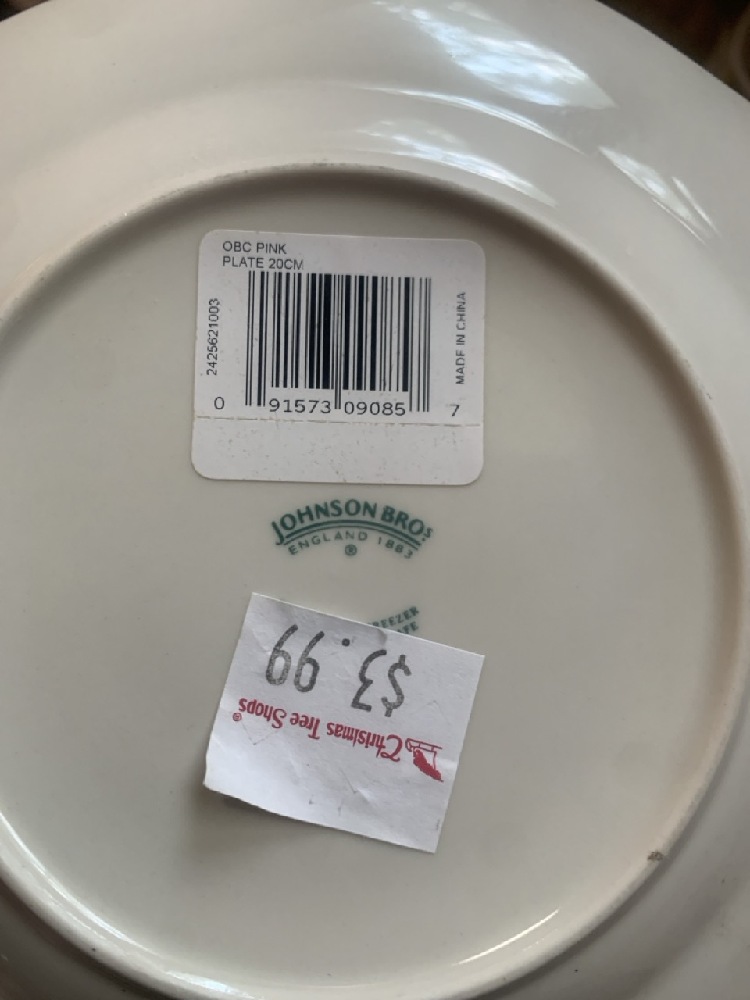 OBC PINK
PLATE 20CM
2425621003
MADE IN CHINA
0 91573 09085 7
JOHNSON BROS
ENGLAND 1883
®
$3.99
Christmas Tree Shops®